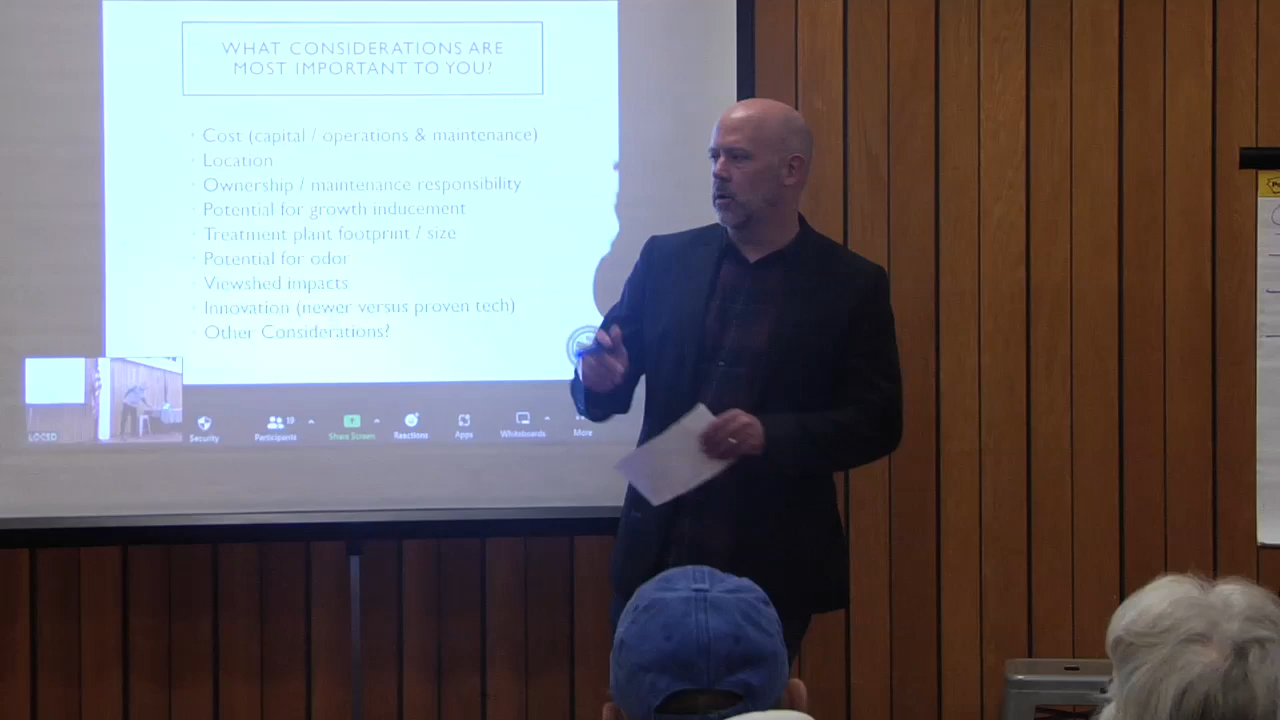 WHAT CONSIDERATIONS ARE
MOST IMPORTANT TO YOU?
Cost (capital / operations & maintenance)
Location
Ownership / maintenance responsibility
Potential for growth inducement
Treatment plant footprint / size
Potential for odor
Viewshed impacts
Innovation (newer versus proven tech)
Other Considerations?
LOCSD
Security
Participants
19
Share Screen
Reactions
Apps
Whiteboards
More